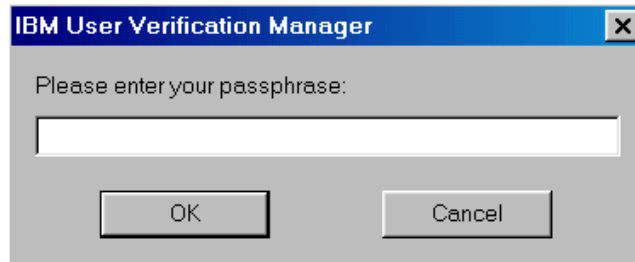 IBM User Verification Manager
Please enter your passphrase:
OK Cancel